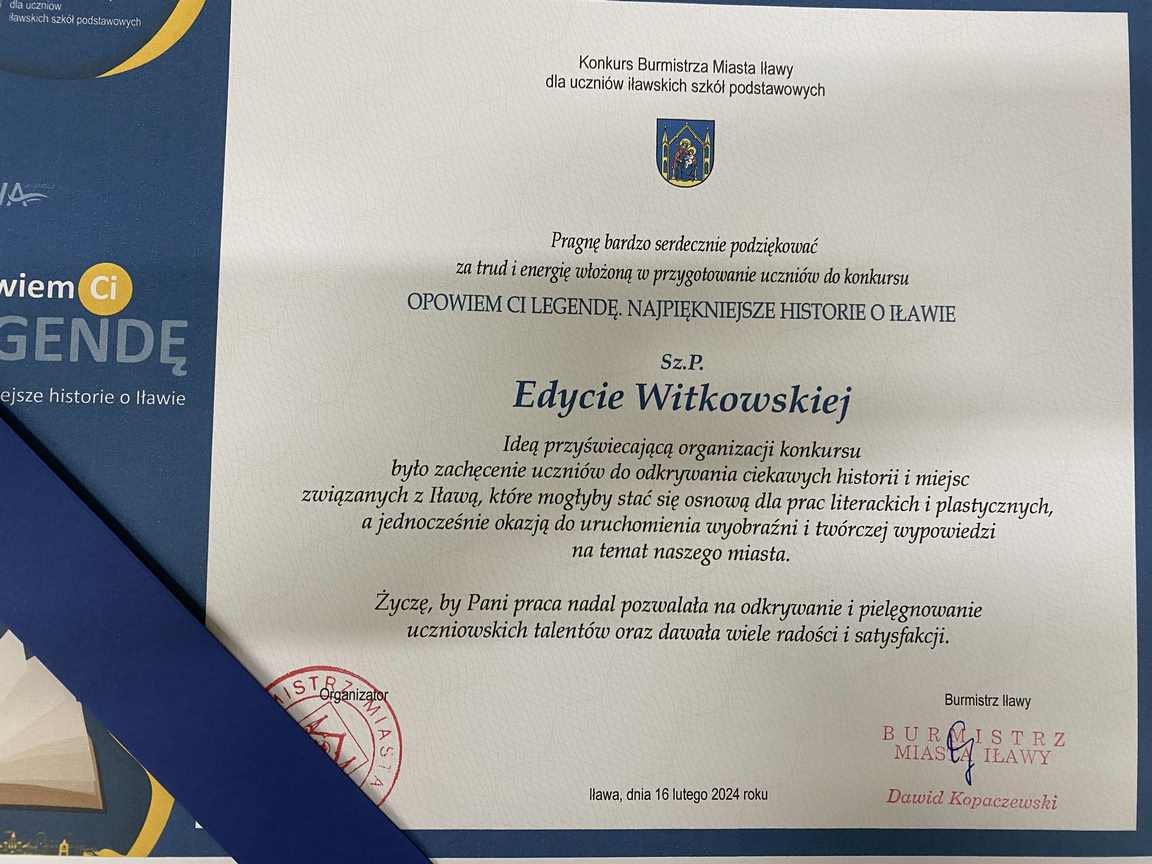 dla uczniów
iławskich szkół podstawowych
wiem Ci
GENDĘ
ejsze historie o Iławie
Konkurs Burmistrza Miasta Iławy
dla uczniów iławskich szkół podstawowych
Pragnę bardzo serdecznie podziękować
za trud i energię włożoną w przygotowanie uczniów do konkursu
OPOWIEM CI LEGENDĘ. NAJPIĘKNIEJSZE HISTORIE O IŁAWIE
Sz.P.
Edycie Witkowskiej
Ideą przyświecającą organizacji konkursu
było zachęcenie uczniów do odkrywania ciekawych historii i miejsc
związanych z Iławą, które mogłyby stać się osnową dla prac literackich i plastycznych,
a jednocześnie okazją do uruchomienia wyobraźni i twórczej wypowiedzi
na temat naszego miasta.
Życzę, by Pani praca nadal pozwalała na odkrywanie i pielęgnowanie
uczniowskich talentów oraz dawała wiele radości i satysfakcji.
Organizator
MISTRZ MIASTA
Burmistrz Iławy
BURMISTRZ
MIASTA IŁAWY
Dawid Kopaczewski
Iława, dnia 16 lutego 2024 roku